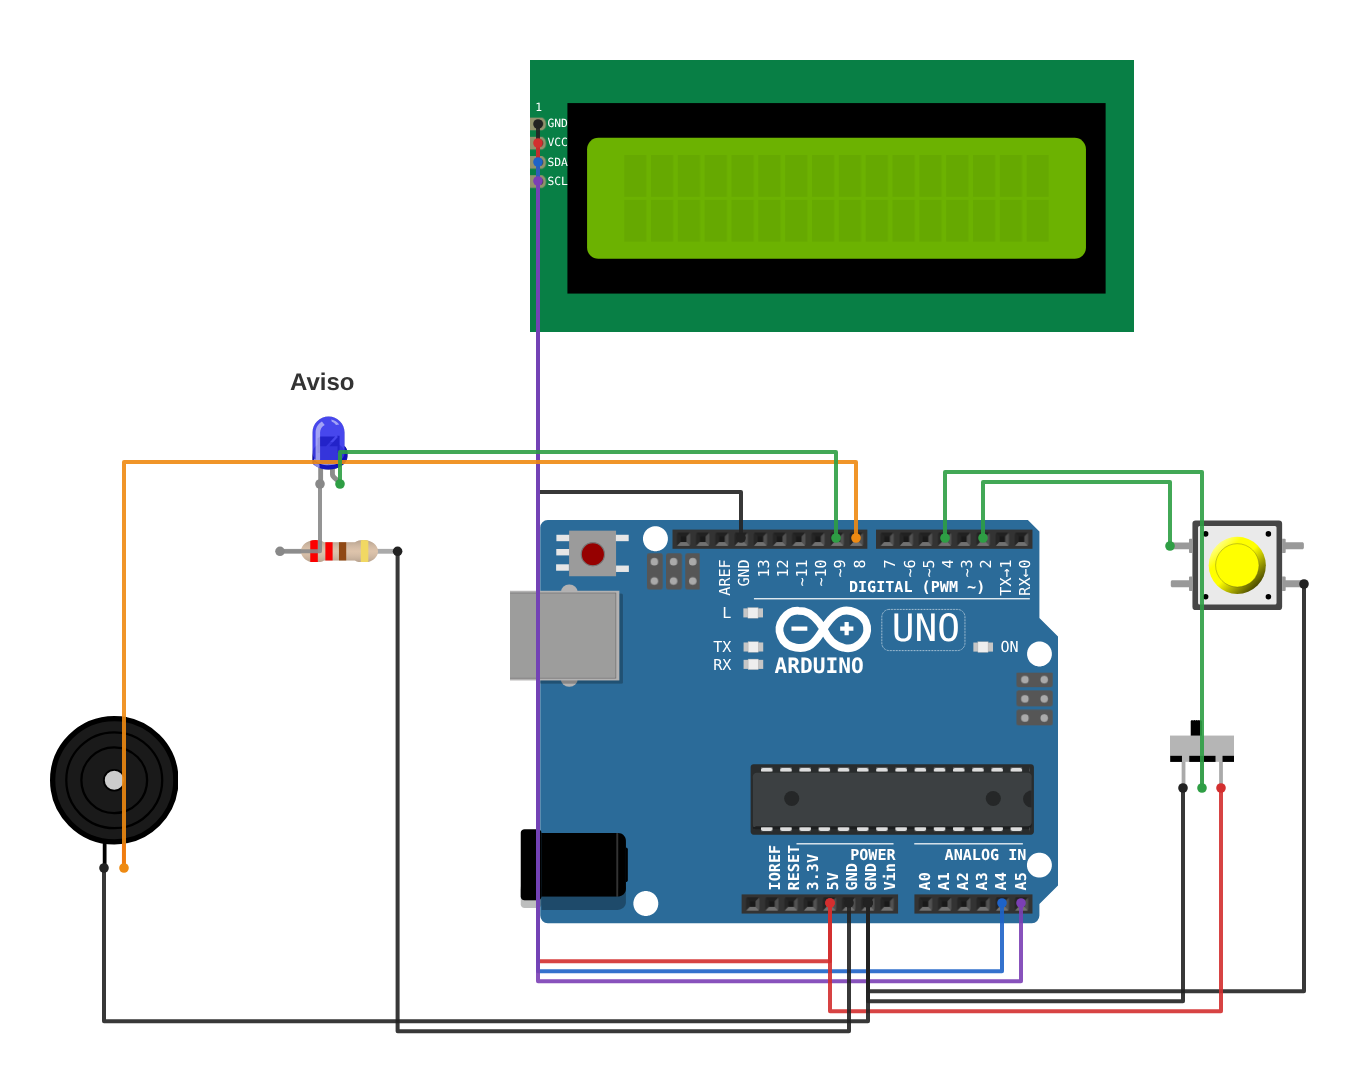 1
GND
VCC
SDA
SCL
Aviso
AREF
GND
13
12
~11
~10
~9
8
7
~6
~5
4
~3
2
TX→1
RX←0
DIGITAL (PWM ~)
L
TX
RX
ARDUINO
UNO
ON
POWER
ANALOG IN
IOREF
RESET
3.3V
5V
GND
GND
Vin
A0
A1
A2
A3
A4
A5